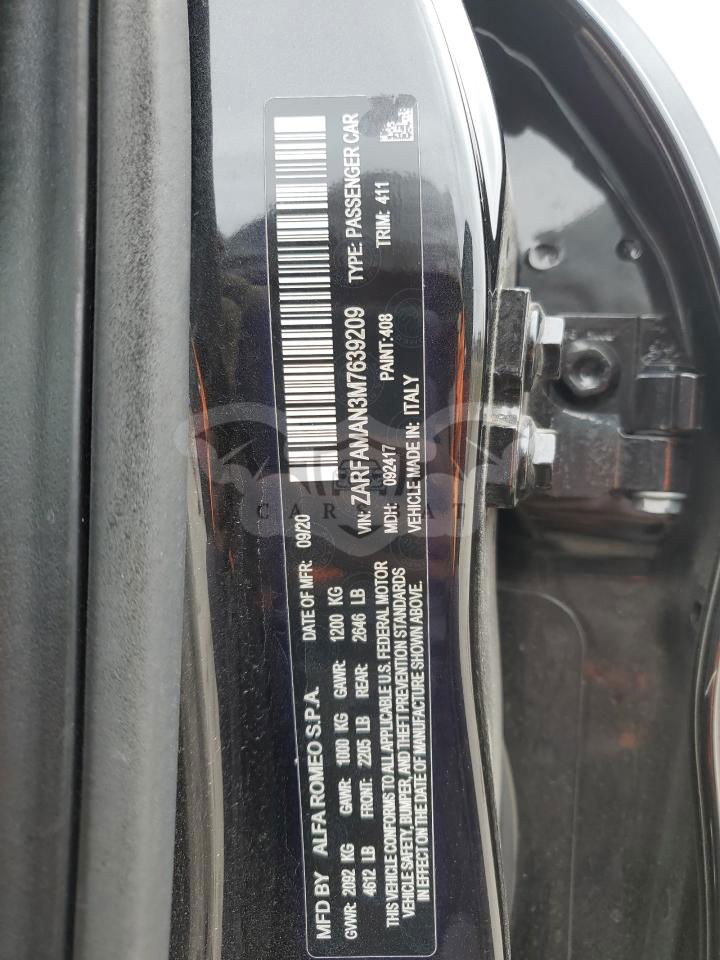 MFD BY ALFA ROMEO S.P.A. DATE OF MFR: 09/20
GVWR: 2092 KG GAWR: 1000 KG GAWR: 1200 KG
4612 LB FRONT: 2205 LB REAR: 2646 LB
THIS VEHICLE CONFORMS TO ALL APPLICABLE U.S. FEDERAL MOTOR
VEHICLE SAFETY, BUMPER, AND THEFT PREVENTION STANDARDS
IN EFFECT ON THE DATE OF MANUFACTURE SHOWN ABOVE.
VIN: ZARFAMAN3M7639209 TYPE: PASSENGER CAR
MDH: 092417 PAINT: 408 TRIM: 411
VEHICLE MADE IN: ITALY